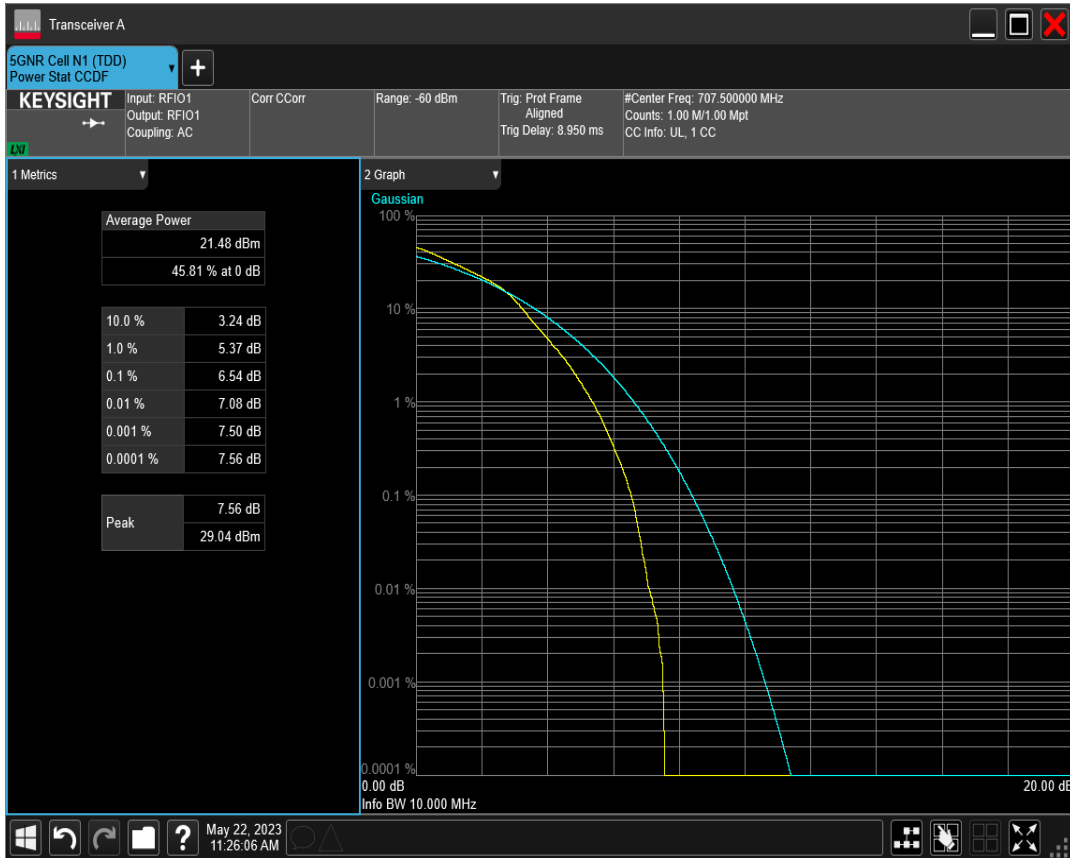 Transceiver A
5GNR Cell N1 (TDD)
Power Stat CCDF
+
KEYSIGHT
LXI
Input: RFIO1
Output: RFIO1
Coupling: AC
Corr CCorr
Range: -60 dBm
Trig: Prot Frame
Aligned
Trig Delay: 8.950 ms
#Center Freq: 707.500000 MHz
Counts: 1.00 M/1.00 Mpt
CC Info: UL, 1 CC
1 Metrics
Average Power
21.48 dBm
45.81 % at 0 dB
10.0 % 3.24 dB
1.0 % 5.37 dB
0.1 % 6.54 dB
0.01 % 7.08 dB
0.001 % 7.50 dB
0.0001 % 7.56 dB
Peak
7.56 dB
29.04 dBm
2 Graph
Gaussian
100 %
10 %
1 %
0.1 %
0.01 %
0.001 %
0.0001 %
0.00 dB 20.00 dB
Info BW 10.000 MHz
?
May 22, 2023
11:26:06 AM